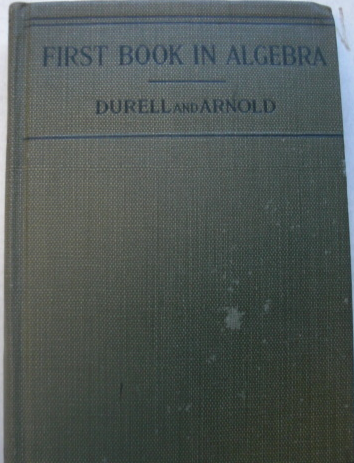 FIRST BOOK IN ALGEBRA
DURELL AND ARNOLD